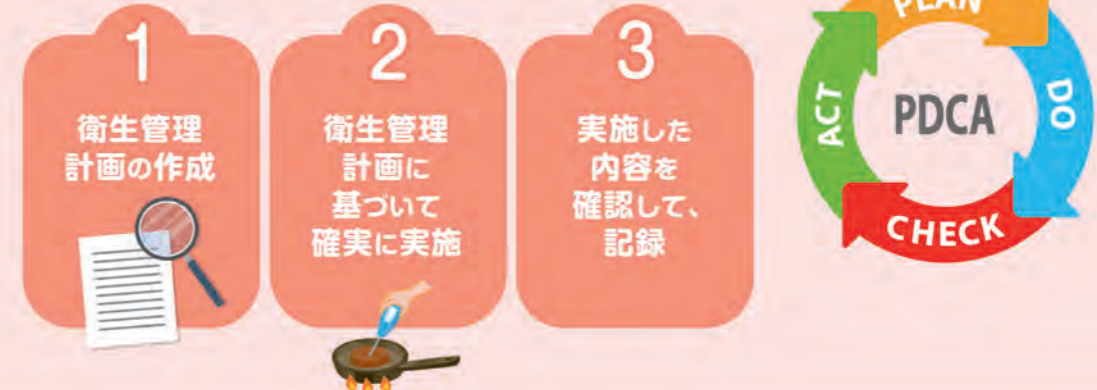 1
衛生管理
計画の作成
2
衛生管理
計画に
基づいて
確実に実施
3
実施した
内容を
確認して、
記録
PLAN
DO
CHECK
ACT
PDCA